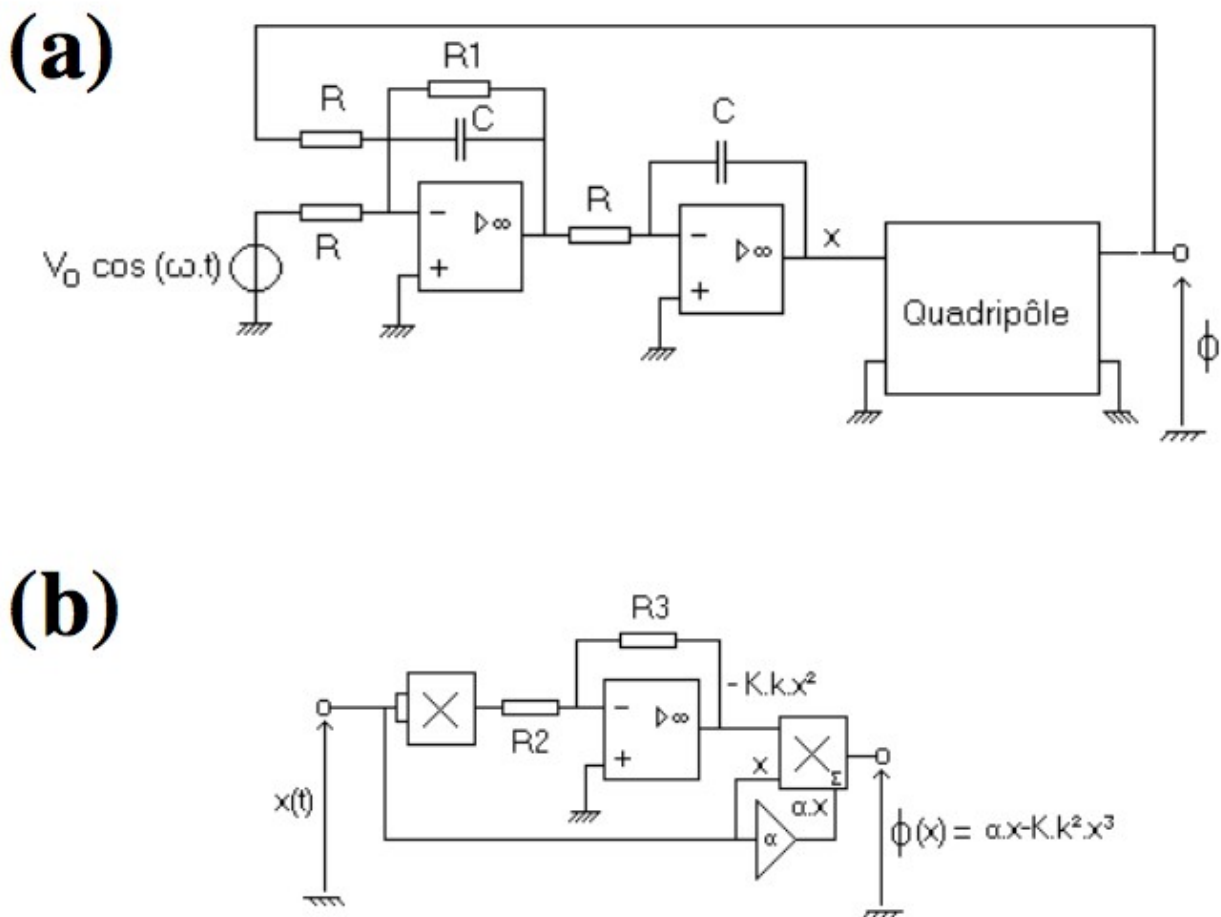 (a)
R1
R
C
C
R
R
V₀ cos (ω.t)
- + ▷∞
- + ▷∞
x
Quadripôle
ϕ
(b)
R3
- K.k.x²
R2
- + ▷∞
x
Σ
α.x
α
x(t)
ϕ(x) = α.x-K.k².x³